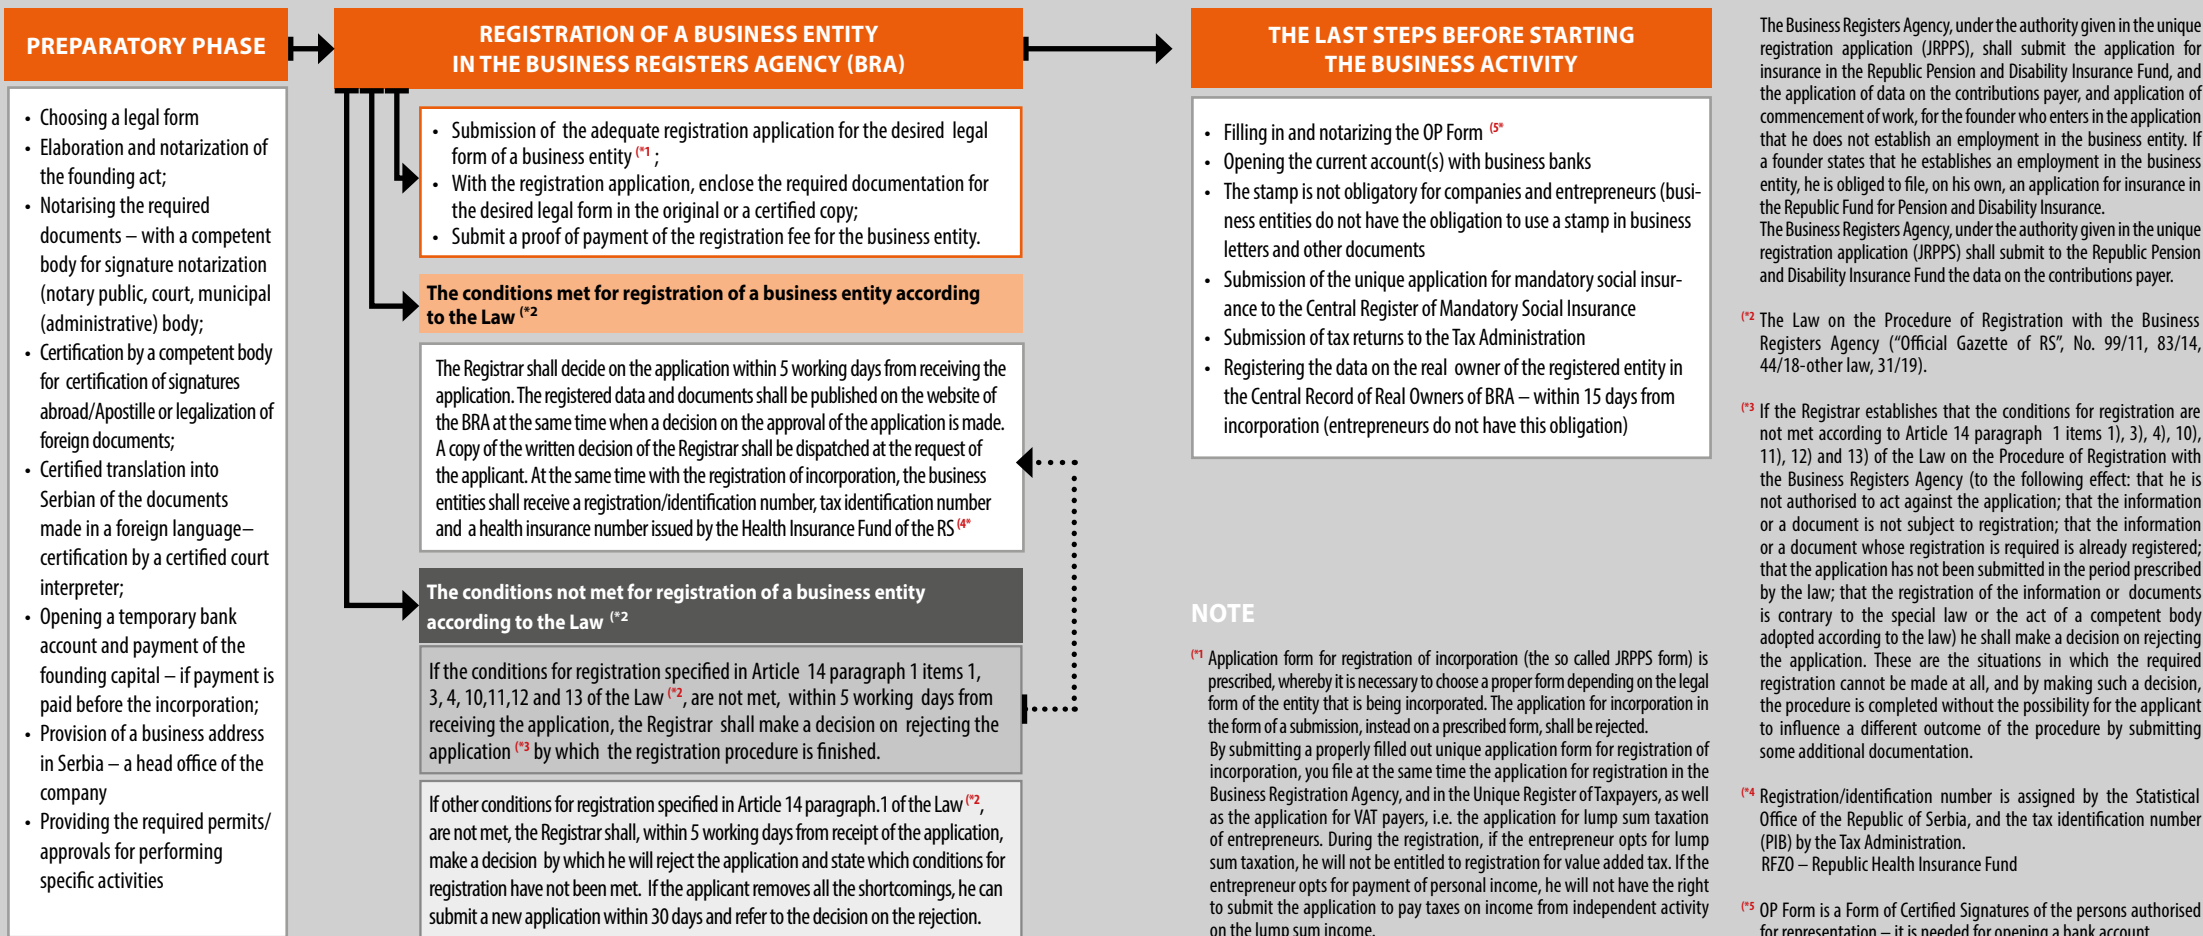 PREPARATORY PHASE
• Choosing a legal form
• Elaboration and notarization of
the founding act;
• Notarising the required
documents – with a competent
body for signature notarization
(notary public, court, municipal
(administrative) body;
• Certification by a competent body
for certification of signatures
abroad/Apostille or legalization of
foreign documents;
• Certified translation into
Serbian of the documents
made in a foreign language–
certification by a certified court
interpreter;
• Opening a temporary bank
account and payment of the
founding capital – if payment is
paid before the incorporation;
• Provision of a business address
in Serbia – a head office of the
company
• Providing the required permits/
approvals for performing
specific activities
REGISTRATION OF A BUSINESS ENTITY
IN THE BUSINESS REGISTERS AGENCY (BRA)
• Submission of the adequate registration application for the desired legal
form of a business entity (*1 ;
• With the registration application, enclose the required documentation for
the desired legal form in the original or a certified copy;
• Submit a proof of payment of the registration fee for the business entity.
The conditions met for registration of a business entity according
to the Law (*2
The Registrar shall decide on the application within 5 working days from receiving the
application. The registered data and documents shall be published on the website of
the BRA at the same time when a decision on the approval of the application is made.
A copy of the written decision of the Registrar shall be dispatched at the request of
the applicant. At the same time with the registration of incorporation, the business
entities shall receive a registration/identification number, tax identification number
and a health insurance number issued by the Health Insurance Fund of the RS (4*
The conditions not met for registration of a business entity
according to the Law (*2
If the conditions for registration specified in Article 14 paragraph 1 items 1,
3, 4, 10,11,12 and 13 of the Law (*2, are not met, within 5 working days from
receiving the application, the Registrar shall make a decision on rejecting the
application (*3 by which the registration procedure is finished.
If other conditions for registration specified in Article 14 paragraph.1 of the Law (*2,
are not met, the Registrar shall, within 5 working days from receipt of the application,
make a decision by which he will reject the application and state which conditions for
registration have not been met. If the applicant removes all the shortcomings, he can
submit a new application within 30 days and refer to the decision on the rejection.
THE LAST STEPS BEFORE STARTING
THE BUSINESS ACTIVITY
• Filling in and notarizing the OP Form (5*
• Opening the current account(s) with business banks
• The stamp is not obligatory for companies and entrepreneurs (busi-
ness entities do not have the obligation to use a stamp in business
letters and other documents
• Submission of the unique application for mandatory social insur-
ance to the Central Register of Mandatory Social Insurance
• Submission of tax returns to the Tax Administration
• Registering the data on the real owner of the registered entity in
the Central Record of Real Owners of BRA – within 15 days from
incorporation (entrepreneurs do not have this obligation)
NOTE
(*1 Application form for registration of incorporation (the so called JRPPS form) is
prescribed, whereby it is necessary to choose a proper form depending on the legal
form of the entity that is being incorporated. The application for incorporation in
the form of a submission, instead on a prescribed form, shall be rejected.
By submitting a properly filled out unique application form for registration of
incorporation, you file at the same time the application for registration in the
Business Registration Agency, and in the Unique Register of Taxpayers, as well
as the application for VAT payers, i.e. the application for lump sum taxation
of entrepreneurs. During the registration, if the entrepreneur opts for lump
sum taxation, he will not be entitled to registration for value added tax. If the
entrepreneur opts for payment of personal income, he will not have the right
to submit the application to pay taxes on income from independent activity
on the lump sum income.
The Business Registers Agency, under the authority given in the unique
registration application (JRPPS), shall submit the application for
insurance in the Republic Pension and Disability Insurance Fund, and
the application of data on the contributions payer, and application of
commencement of work, for the founder who enters in the application
that he does not establish an employment in the business entity. If
a founder states that he establishes an employment in the business
entity, he is obliged to file, on his own, an application for insurance in
the Republic Fund for Pension and Disability Insurance.
The Business Registers Agency, under the authority given in the unique
registration application (JRPPS) shall submit to the Republic Pension
and Disability Insurance Fund the data on the contributions payer.
(*2 The Law on the Procedure of Registration with the Business
Registers Agency (“Official Gazette of RS”, No. 99/11, 83/14,
44/18-other law, 31/19).
(*3 If the Registrar establishes that the conditions for registration are
not met according to Article 14 paragraph 1 items 1), 3), 4), 10),
11), 12) and 13) of the Law on the Procedure of Registration with
the Business Registers Agency (to the following effect: that he is
not authorised to act against the application; that the information
or a document is not subject to registration; that the information
or a document whose registration is required is already registered;
that the application has not been submitted in the period prescribed
by the law; that the registration of the information or documents
is contrary to the special law or the act of a competent body
adopted according to the law) he shall make a decision on rejecting
the application. These are the situations in which the required
registration cannot be made at all, and by making such a decision,
the procedure is completed without the possibility for the applicant
to influence a different outcome of the procedure by submitting
some additional documentation.
(*4 Registration/identification number is assigned by the Statistical
Office of the Republic of Serbia, and the tax identification number
(PIB) by the Tax Administration.
RFZO – Republic Health Insurance Fund
(*5 OP Form is a Form of Certified Signatures of the persons authorised
for representation – it is needed for opening a bank account